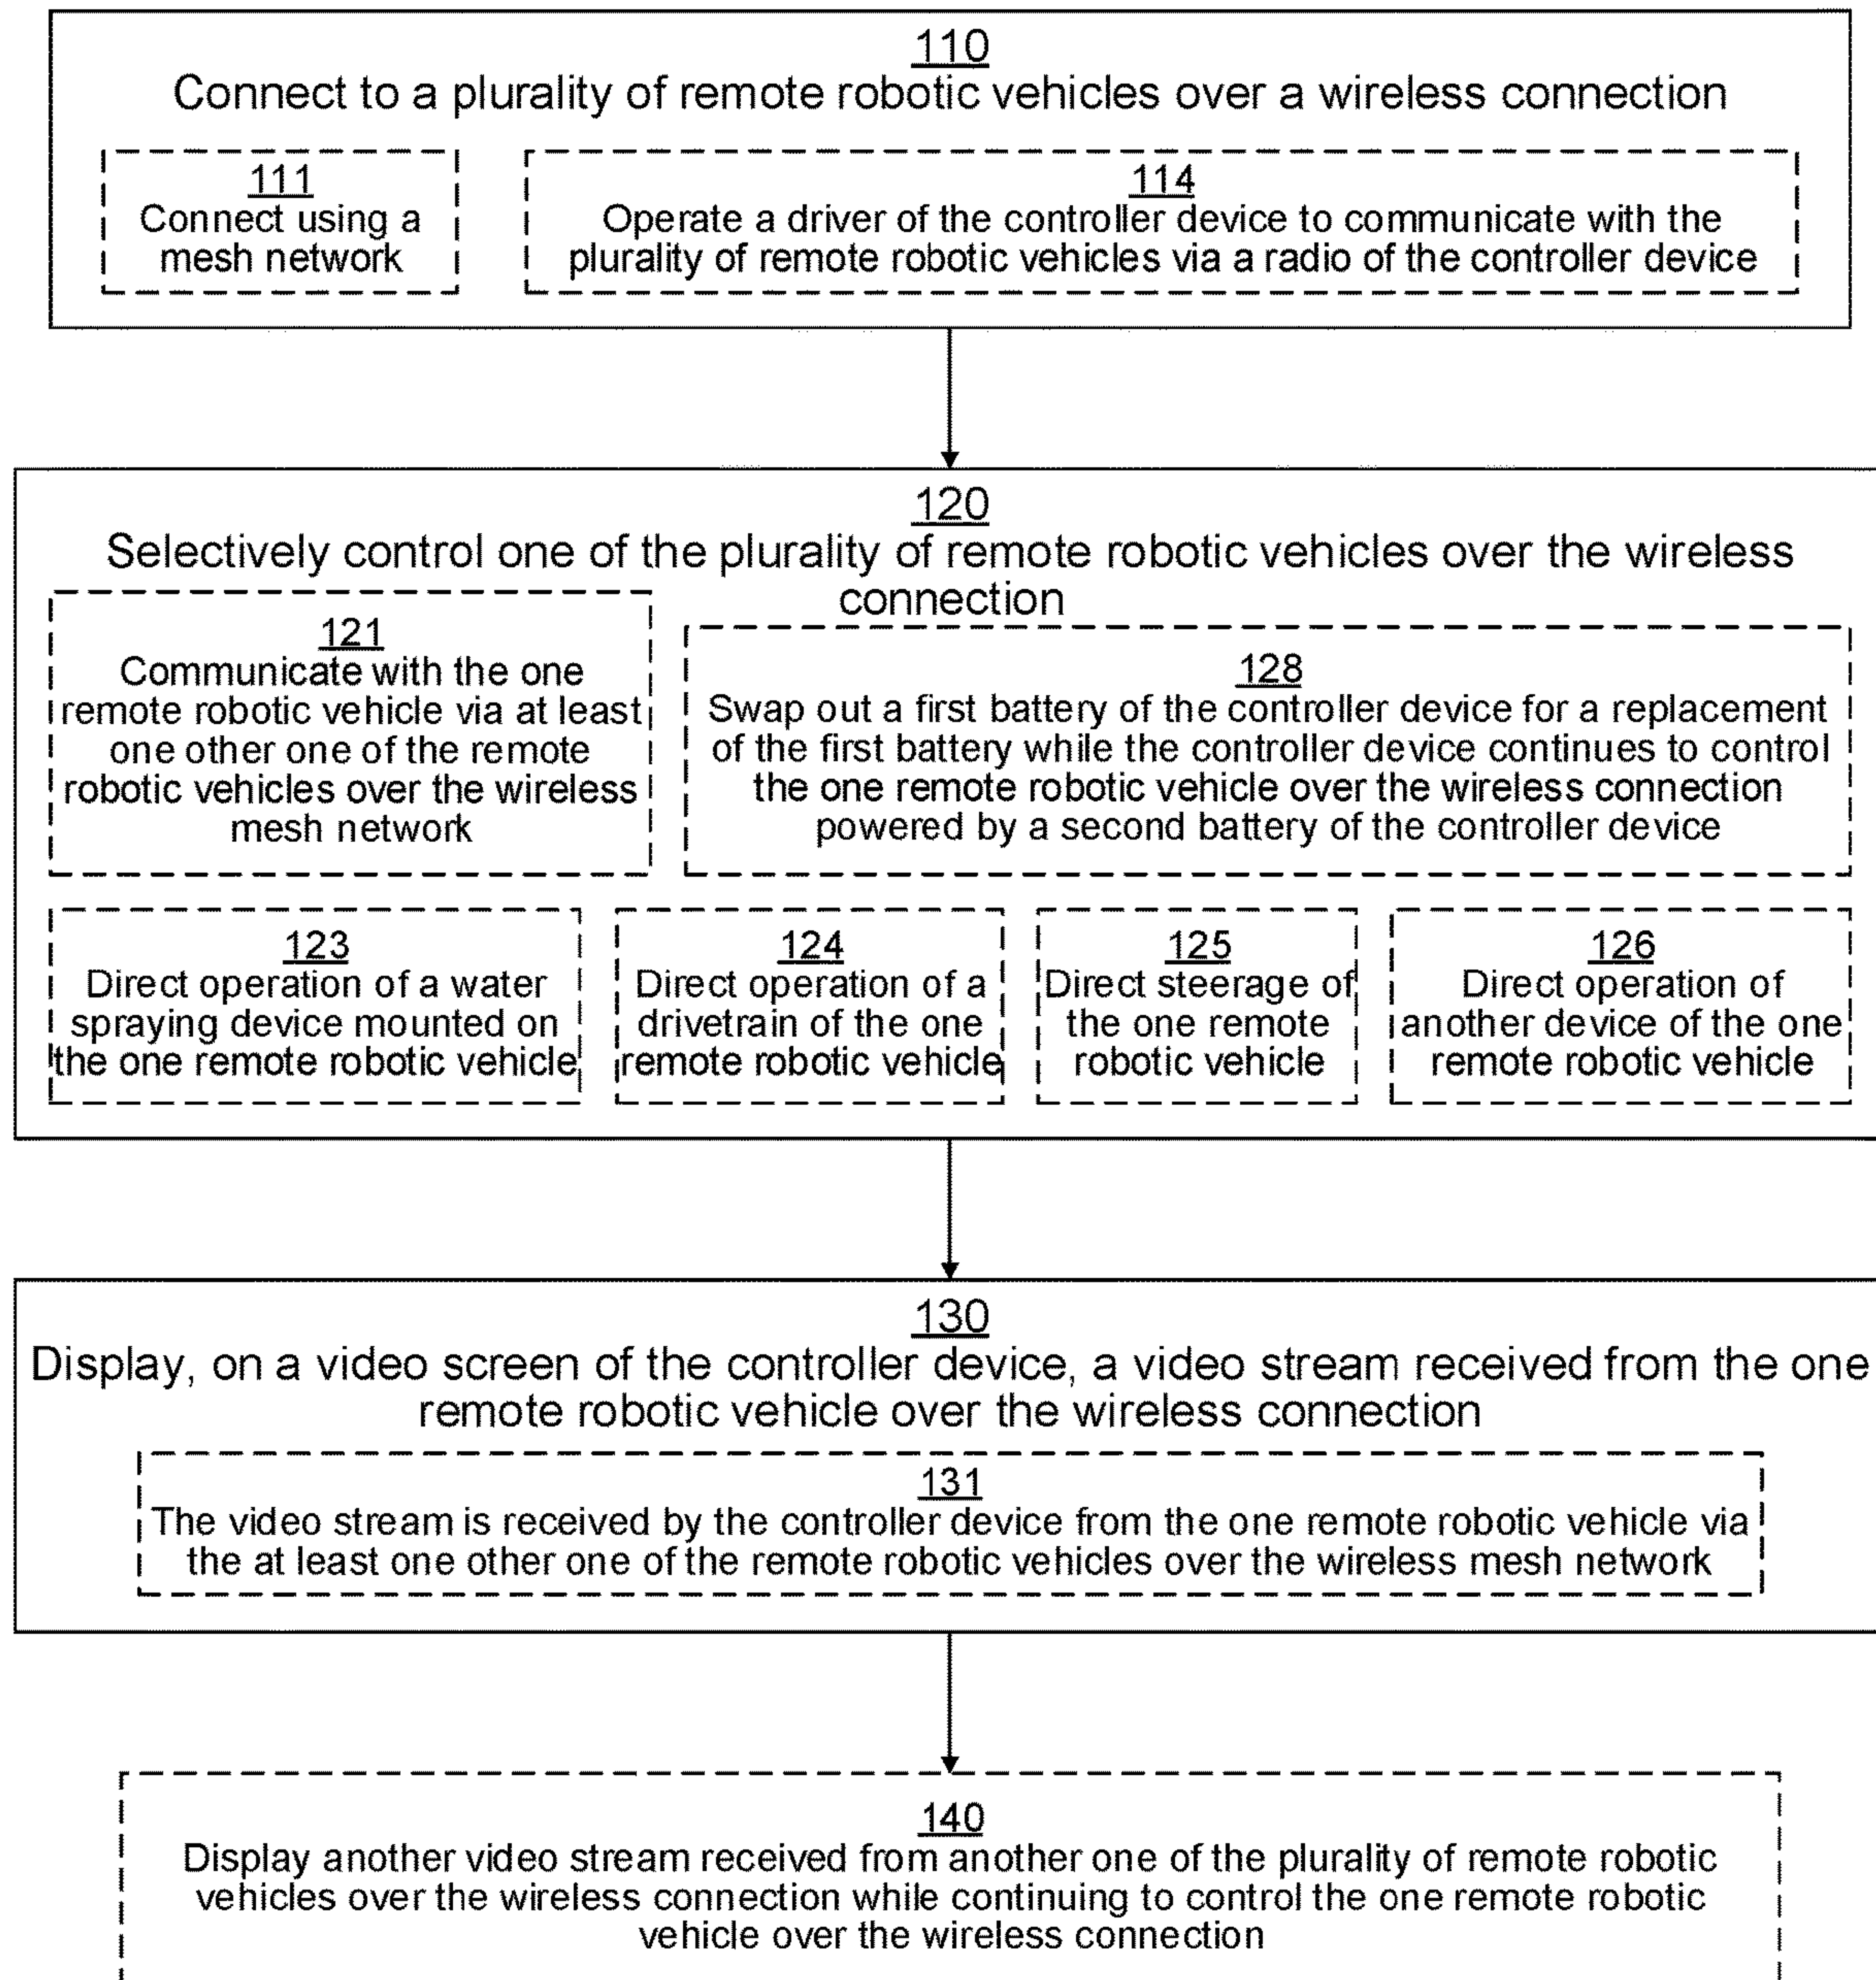 110
Connect to a plurality of remote robotic vehicles over a wireless connection
111
Connect using a
mesh network
114
Operate a driver of the controller device to communicate with the
plurality of remote robotic vehicles via a radio of the controller device
120
Selectively control one of the plurality of remote robotic vehicles over the wireless
connection
121
Communicate with the one
remote robotic vehicle via at least
one other one of the remote
robotic vehicles over the wireless
mesh network
128
Swap out a first battery of the controller device for a replacement
of the first battery while the controller device continues to control
the one remote robotic vehicle over the wireless connection
powered by a second battery of the controller device
123
Direct operation of a water
spraying device mounted on
the one remote robotic vehicle
124
Direct operation of a
drivetrain of the one
remote robotic vehicle
125
Direct steerage of
the one remote
robotic vehicle
126
Direct operation of
another device of the one
remote robotic vehicle
130
Display, on a video screen of the controller device, a video stream received from the one
remote robotic vehicle over the wireless connection
131
The video stream is received by the controller device from the one remote robotic vehicle via
the at least one other one of the remote robotic vehicles over the wireless mesh network
140
Display another video stream received from another one of the plurality of remote robotic
vehicles over the wireless connection while continuing to control the one remote robotic
vehicle over the wireless connection